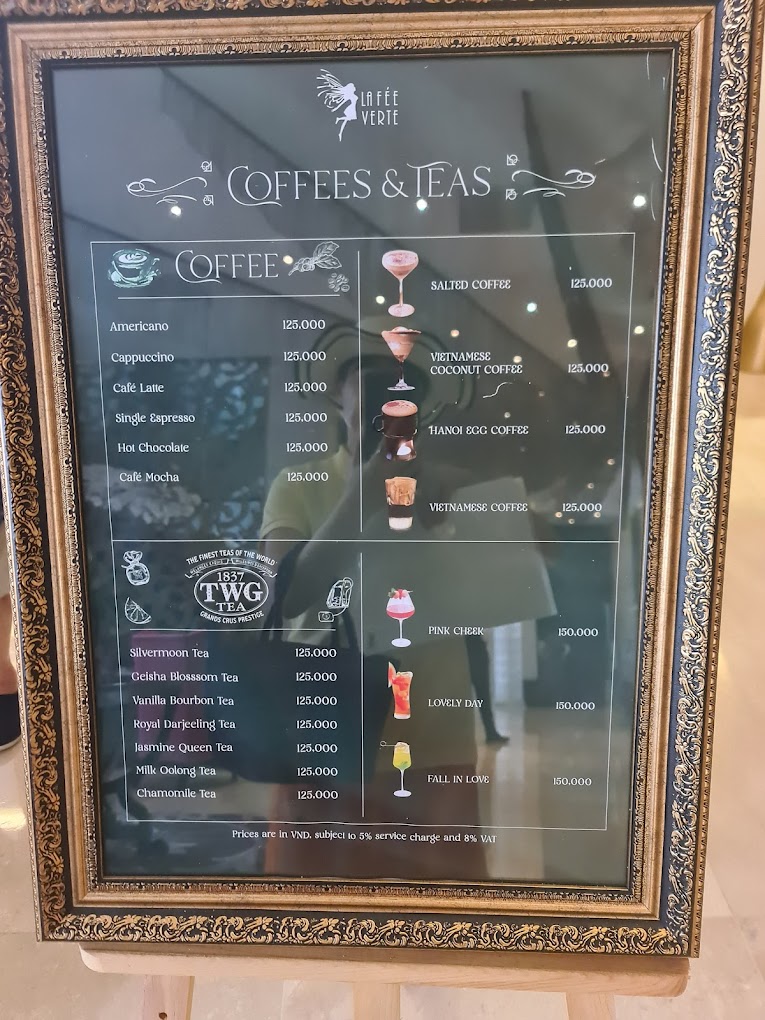 LA FÉE
VERTE
COFFEES & TEAS
COFFEE
Americano 125.000
Cappuccino 125.000
Café Latte 125.000
Single Espresso 125.000
Hot Chocolate 125.000
Café Mocha 125.000
SALTED COFFEE 125.000
VIETNAMESE
COCONUT COFFEE 125.000
HANOI EGG COFFEE 125.000
VIETNAMESE COFFEE 125.000
THE FINEST TEAS OF THE WORLD
1837
TWG
TEA
GRANDS CRUS PRESTIGE
Silvermoon Tea 125.000
Geisha Blosssom Tea 125.000
Vanilla Bourbon Tea 125.000
Royal Darjeeling Tea 125.000
Jasmine Queen Tea 125.000
Milk Oolong Tea 125.000
Chamomile Tea 125.000
PINK CHEEK 150.000
LOVELY DAY 150.000
FALL IN LOVE 150.000
Prices are in VND, subject to 5% service charge and 8% VAT